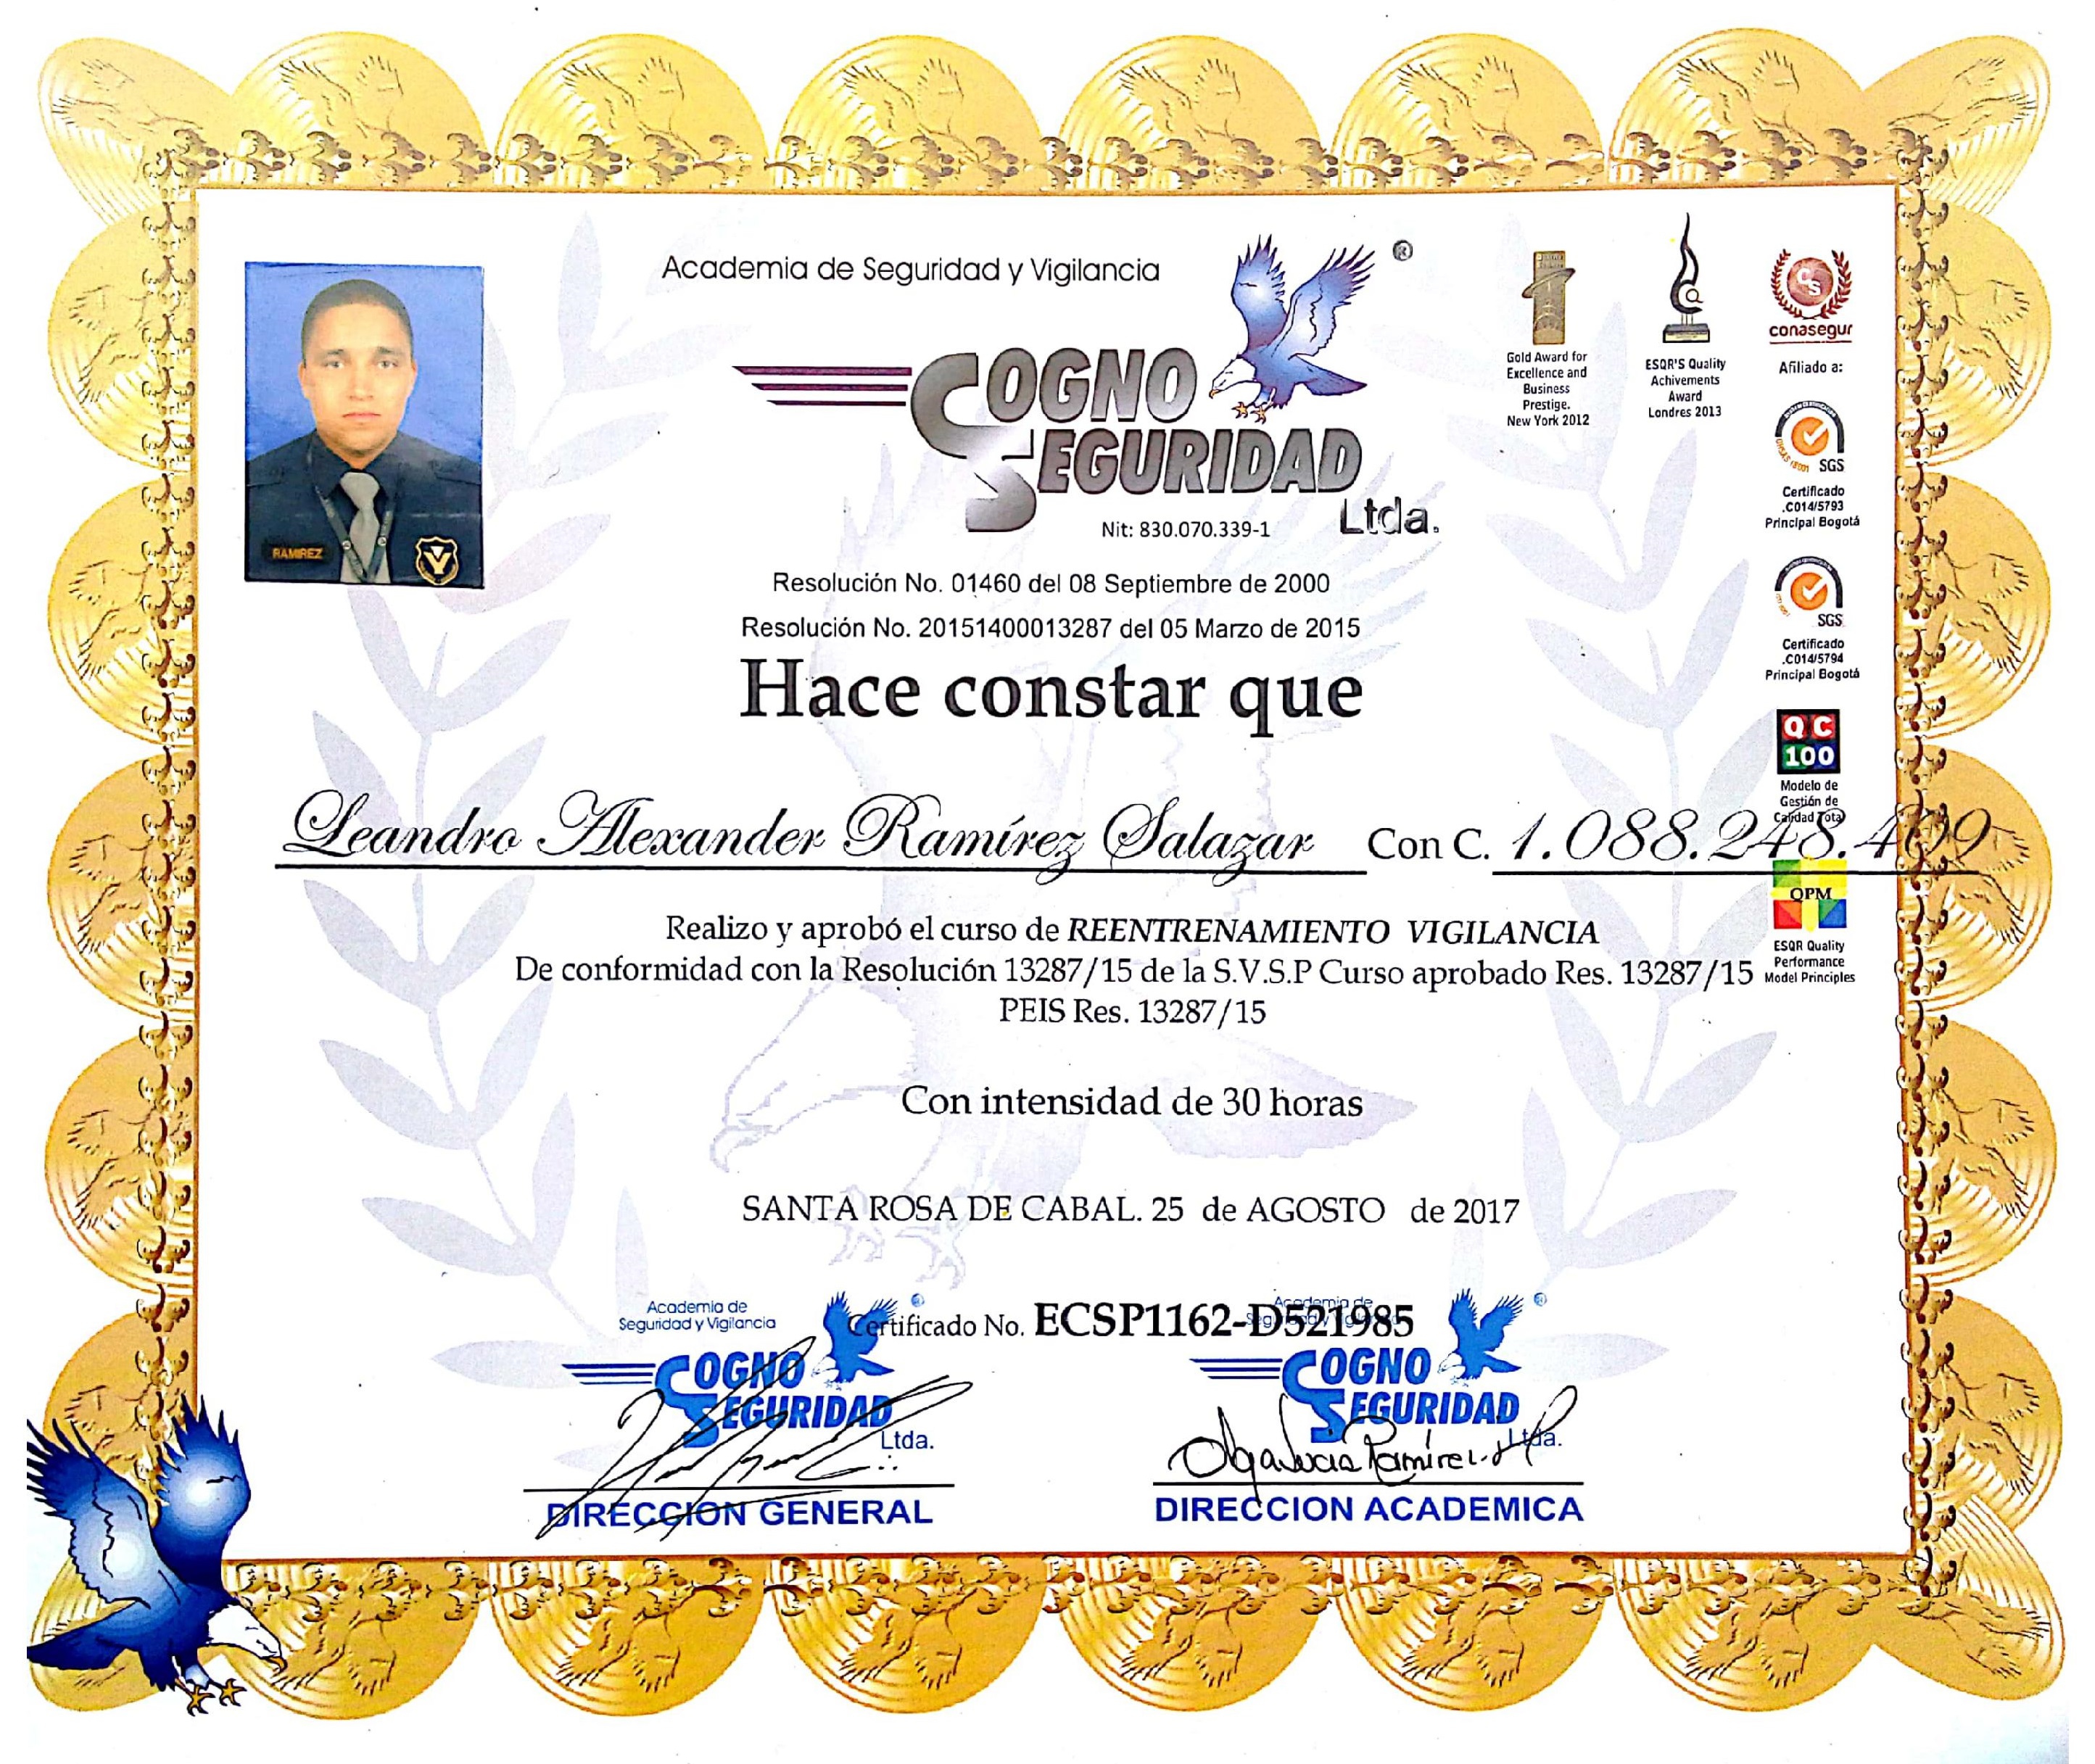 Academia de Seguridad y Vigilancia
®
COGNO
SEGURIDAD
Ltda.
Nit: 830.070.339-1
Resolución No. 01460 del 08 Septiembre de 2000
Resolución No. 20151400013287 del 05 Marzo de 2015
Hace constar que
RAMIREZ
Gold Award for
Excellence and
Business
Prestige.
New York 2012
ESQR'S Quality
Achivements
Award
Londres 2013
CS
conasegur
Afiliado a:
SGS
Certificado
.CO14/5793
Principal Bogotá
SGS
Certificado
.CO14/5794
Principal Bogotá
QC
100
Modelo de
Gestión de
Calidad Total
Leandro Alexander Ramírez Salazar Con C. 1.088.248.409
QPM
ESQR Quality
Performance
Model Principles
Realizo y aprobó el curso de REENTRENAMIENTO VIGILANCIA
De conformidad con la Resolución 13287/15 de la S.V.S.P Curso aprobado Res. 13287/15
PEIS Res. 13287/15
Con intensidad de 30 horas
SANTA ROSA DE CABAL. 25 de AGOSTO de 2017
Certificado No. ECSP1162-D521985
Academia de
Seguridad y Vigilancia
®
COGNO
SEGURIDAD
Ltda.
DIRECCION GENERAL
Academia de
Seguridad y Vigilancia
®
COGNO
SEGURIDAD
Ltda.
Olga Lucia Ramirez
DIRECCION ACADEMICA